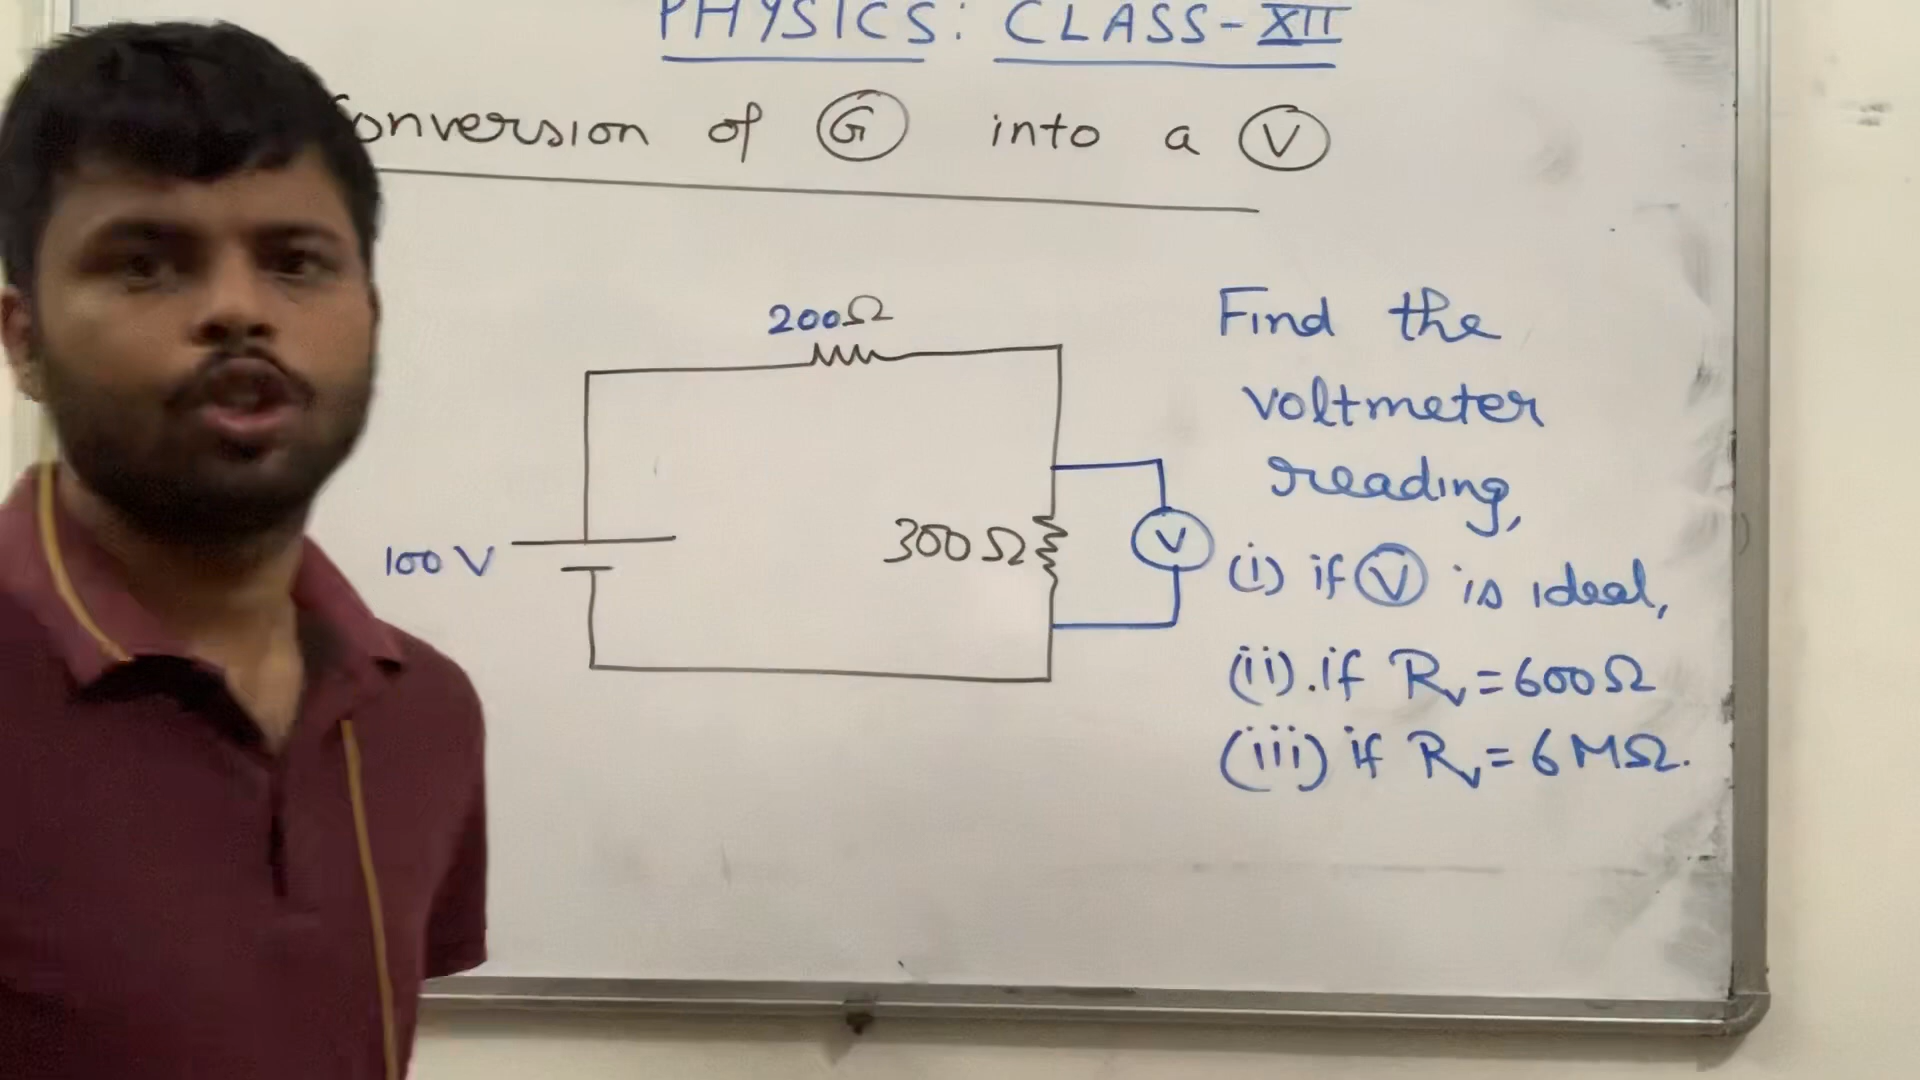 PHYSICS: CLASS-XII
onversion of G into a V
200Ω
100 V
300Ω
V
Find the
voltmeter
reading,
(i) if V is ideal,
(ii). if Rv = 600Ω
(iii) if Rv = 6 MΩ.